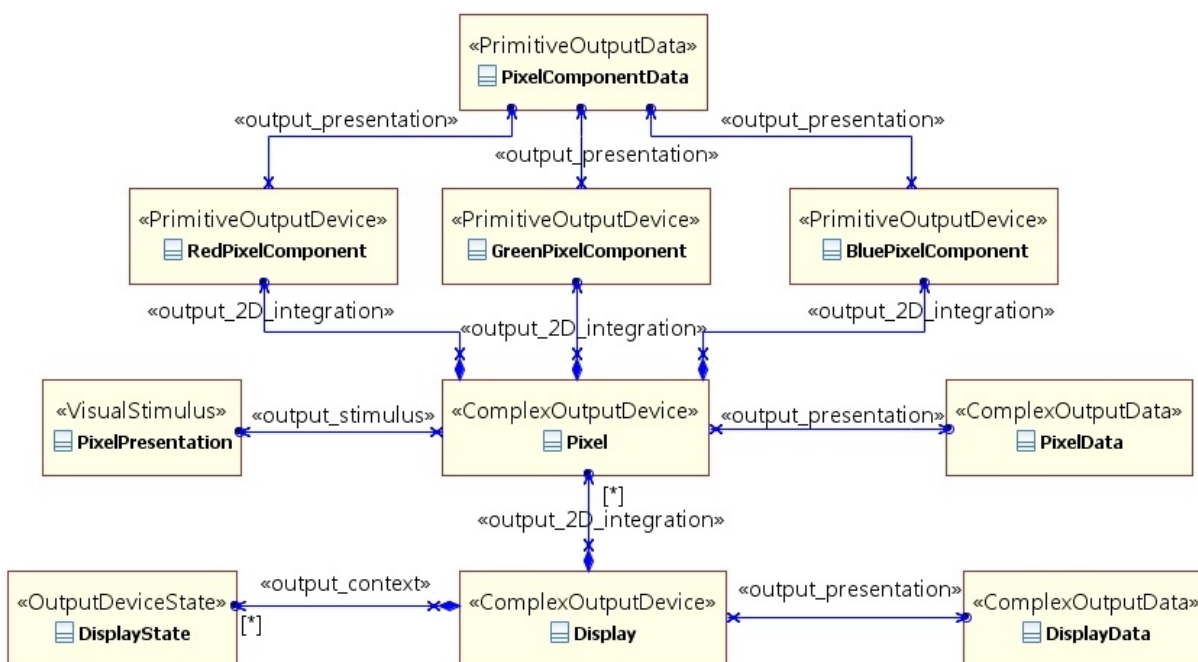 «PrimitiveOutputData»
PixelComponentData
«output_presentation»
«output_presentation»
«output_presentation»
«PrimitiveOutputDevice»
RedPixelComponent
«PrimitiveOutputDevice»
GreenPixelComponent
«PrimitiveOutputDevice»
BluePixelComponent
«output_2D_integration»
«output_2D_integration»
«output_2D_integration»
«VisualStimulus»
PixelPresentation
«output_stimulus»
«ComplexOutputDevice»
Pixel
«output_presentation»
«ComplexOutputData»
PixelData
[*]
«output_2D_integration»
«OutputDeviceState»
DisplayState
«output_context»
[*]
«ComplexOutputDevice»
Display
«output_presentation»
«ComplexOutputData»
DisplayData